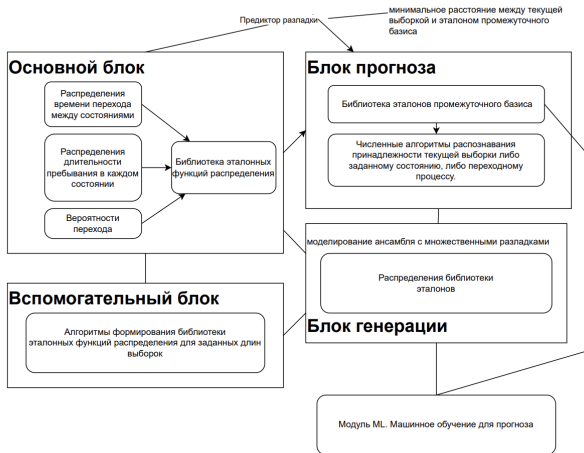 минимальное расстояние между текущей
выборкой и эталоном промежуточного
базиса
Предиктор разладки
Основной блок
Распределения
времени перехода
между состояниями
Распределения
длительности
пребывания в каждом
состоянии
Вероятности
перехода
Библиотека эталонных
функций распределения
Блок прогноза
Библиотека эталонов промежуточного базиса
Численные алгоритмы распознавания
принадлежности текущей выборки либо
заданному состоянию, либо переходному
процессу.
моделирование ансамбля с множественными разладками
Распределения библиотеки
эталонов
Блок генерации
Вспомогательный блок
Алгоритмы формирования библиотеки
эталонных функций распределения для заданных длин
выборок
Модуль ML. Машинное обучение для прогноза